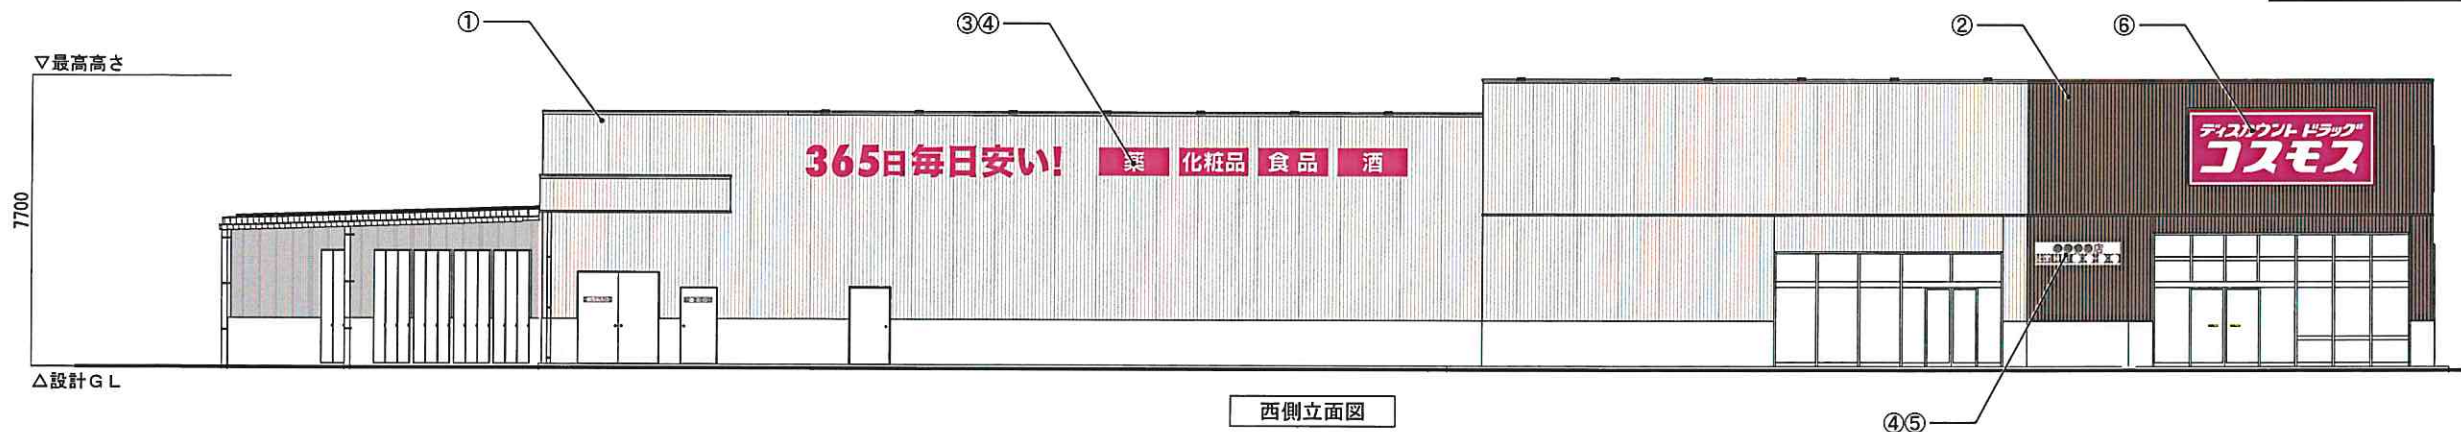 ① ③④ ② ⑥
▽最高高さ
7700
365日毎日安い! 薬 化粧品 食品 酒
ディスカウント ドラッグ
コスモス
●●●●店
△設計GL
西側立面図
④⑤